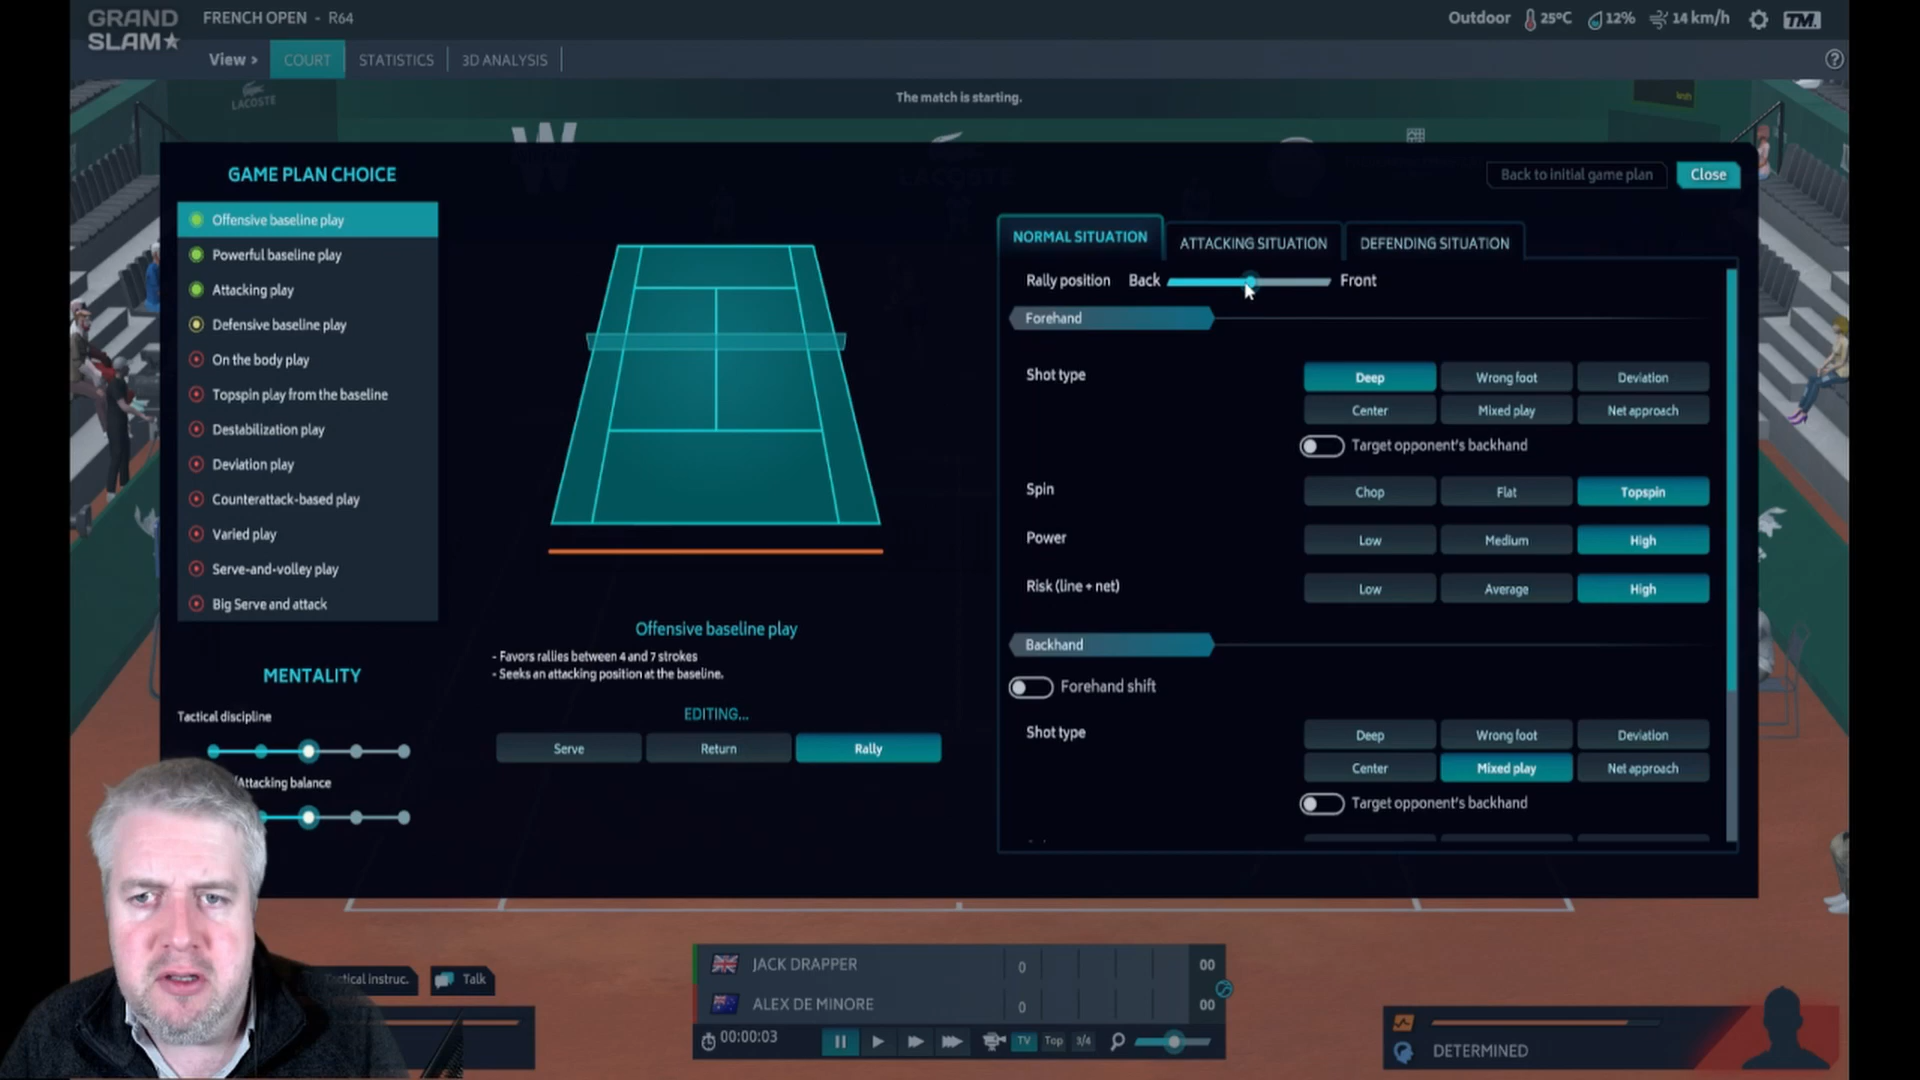 GRAND
SLAM★
FRENCH OPEN - R64
Outdoor 25°C 12% 14 km/h TM.
View > COURT STATISTICS 3D ANALYSIS
LACOSTE
The match is starting.
km/h
W
GAME PLAN CHOICE
Offensive baseline play
Powerful baseline play
Attacking play
Defensive baseline play
On the body play
Topspin play from the baseline
Destabilization play
Deviation play
Counterattack-based play
Varied play
Serve-and-volley play
Big Serve and attack
MENTALITY
Tactical discipline
/Attacking balance
Offensive baseline play
- Favors rallies between 4 and 7 strokes
- Seeks an attacking position at the baseline.
EDITING...
Serve Return Rally
Back to initial game plan Close
NORMAL SITUATION ATTACKING SITUATION DEFENDING SITUATION
Rally position Back Front
Forehand
Shot type Deep Wrong foot Deviation
Center Mixed play Net approach
Target opponent's backhand
Spin Chop Flat Topspin
Power Low Medium High
Risk (line + net) Low Average High
Backhand
Forehand shift
Shot type Deep Wrong foot Deviation
Center Mixed play Net approach
Target opponent's backhand
Tactical instruc. Talk
JACK DRAPPER 0 00
ALEX DE MINORE 0 00
00:00:03 TV Top 3/4
DETERMINED